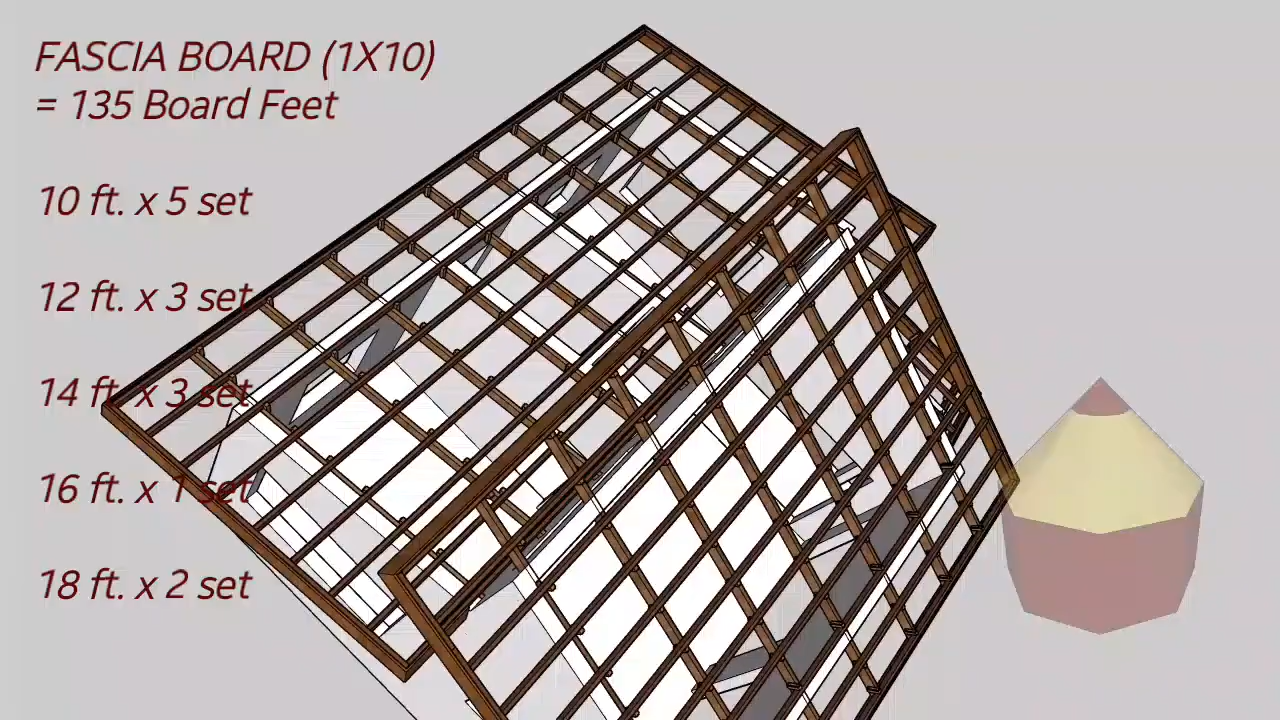 FASCIA BOARD (1X10)
= 135 Board Feet
10 ft. x 5 set
12 ft. x 3 set
14 ft. x 3 set
16 ft. x 1 set
18 ft. x 2 set